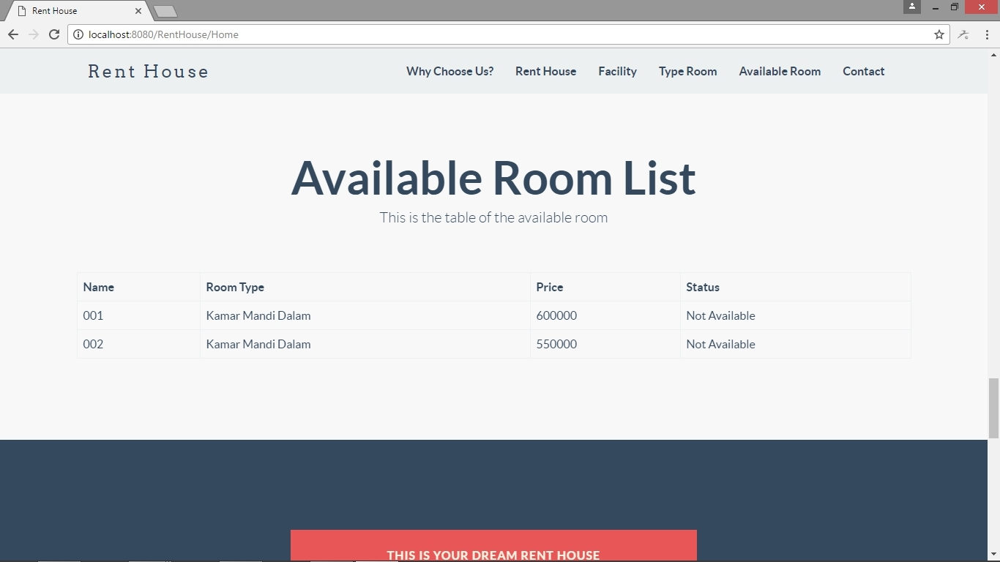 Rent House
localhost:8080/RentHouse/Home
Rent House
Why Choose Us? Rent House Facility Type Room Available Room Contact
Available Room List
This is the table of the available room
Name Room Type Price Status
001 Kamar Mandi Dalam 600000 Not Available
002 Kamar Mandi Dalam 550000 Not Available
THIS IS YOUR DREAM RENT HOUSE